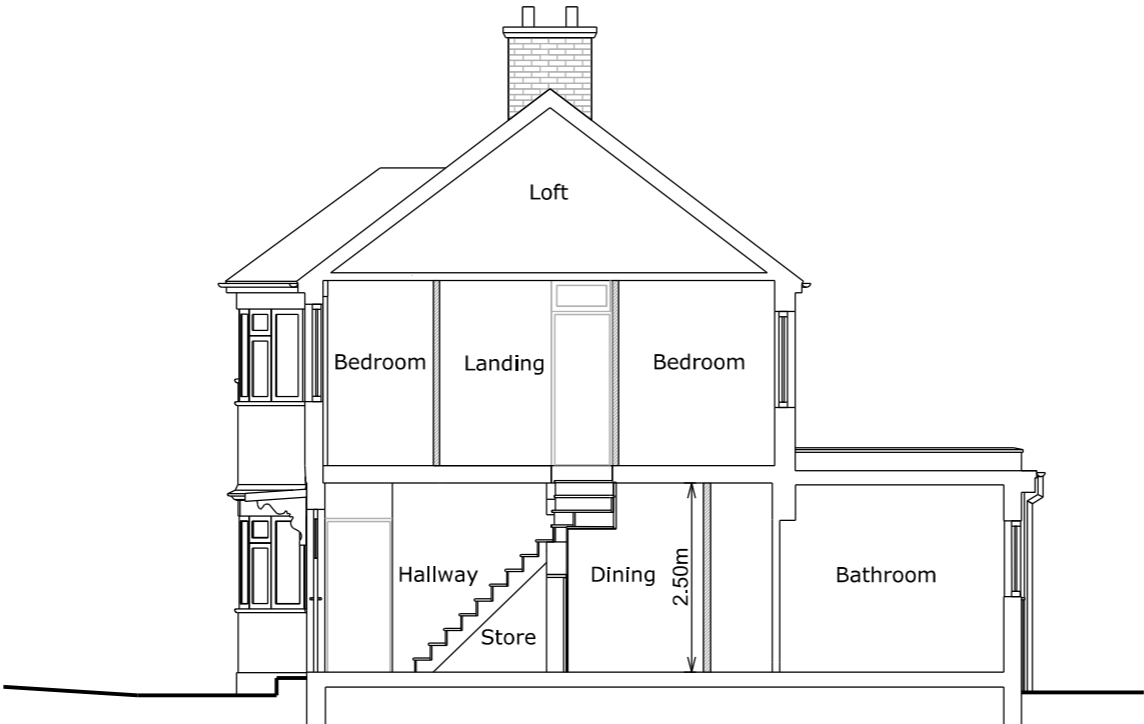 Loft
Bedroom
Landing
Bedroom
Hallway
Dining
2.50m
Bathroom
Store